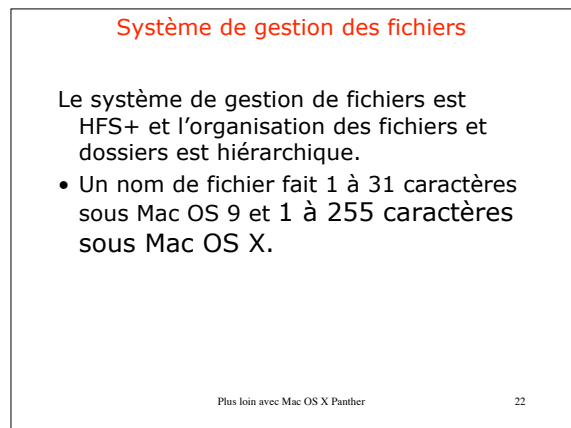 Système de gestion des fichiers
Le système de gestion de fichiers est
HFS+ et l'organisation des fichiers et
dossiers est hiérarchique.
• Un nom de fichier fait 1 à 31 caractères
sous Mac OS 9 et 1 à 255 caractères
sous Mac OS X.
Plus loin avec Mac OS X Panther 22